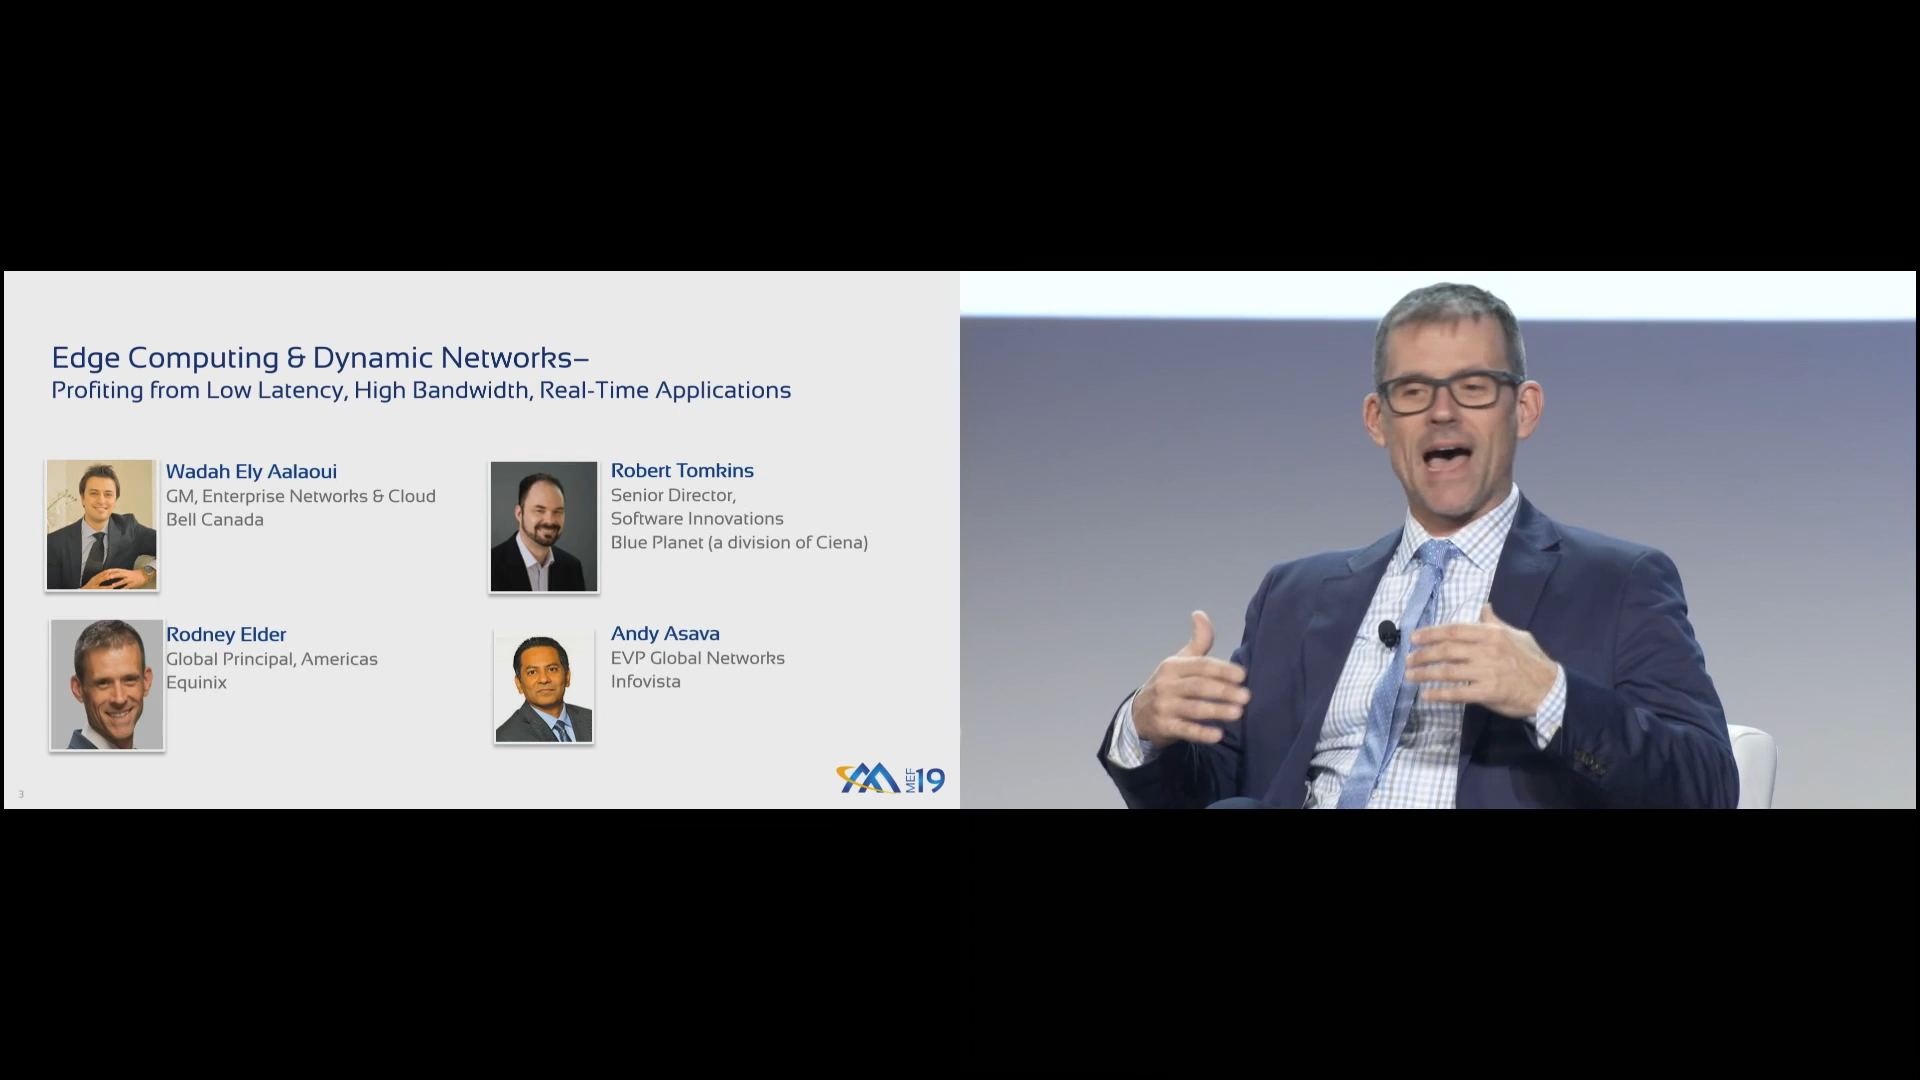 Edge Computing & Dynamic Networks–
Profiting from Low Latency, High Bandwidth, Real-Time Applications
Wadah Ely Aalaoui
GM, Enterprise Networks & Cloud
Bell Canada
Robert Tomkins
Senior Director,
Software Innovations
Blue Planet (a division of Ciena)
Rodney Elder
Global Principal, Americas
Equinix
Andy Asava
EVP Global Networks
Infovista
3
MEF 19